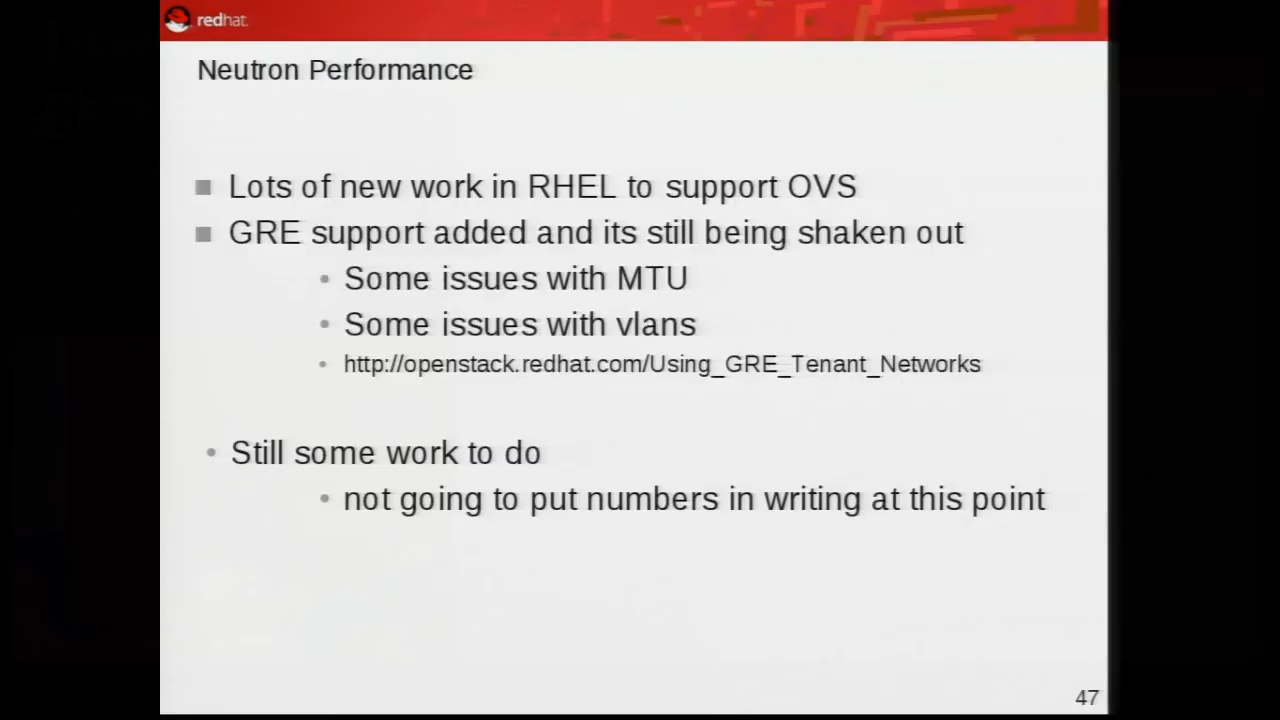 redhat.
Neutron Performance
Lots of new work in RHEL to support OVS
GRE support added and its still being shaken out
Some issues with MTU
Some issues with vlans
http://openstack.redhat.com/Using_GRE_Tenant_Networks
Still some work to do
not going to put numbers in writing at this point
47